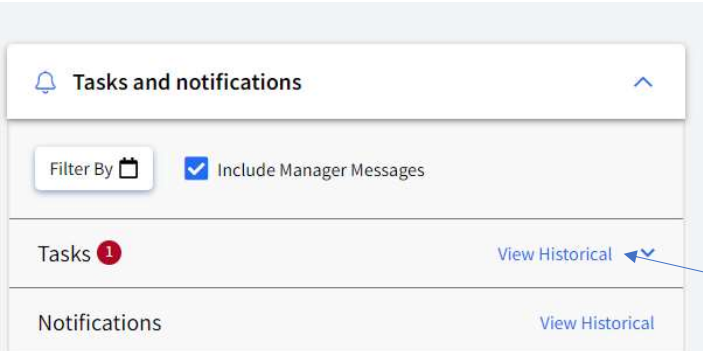 Tasks and notifications
Filter By Include Manager Messages
Tasks 1 View Historical
Notifications View Historical